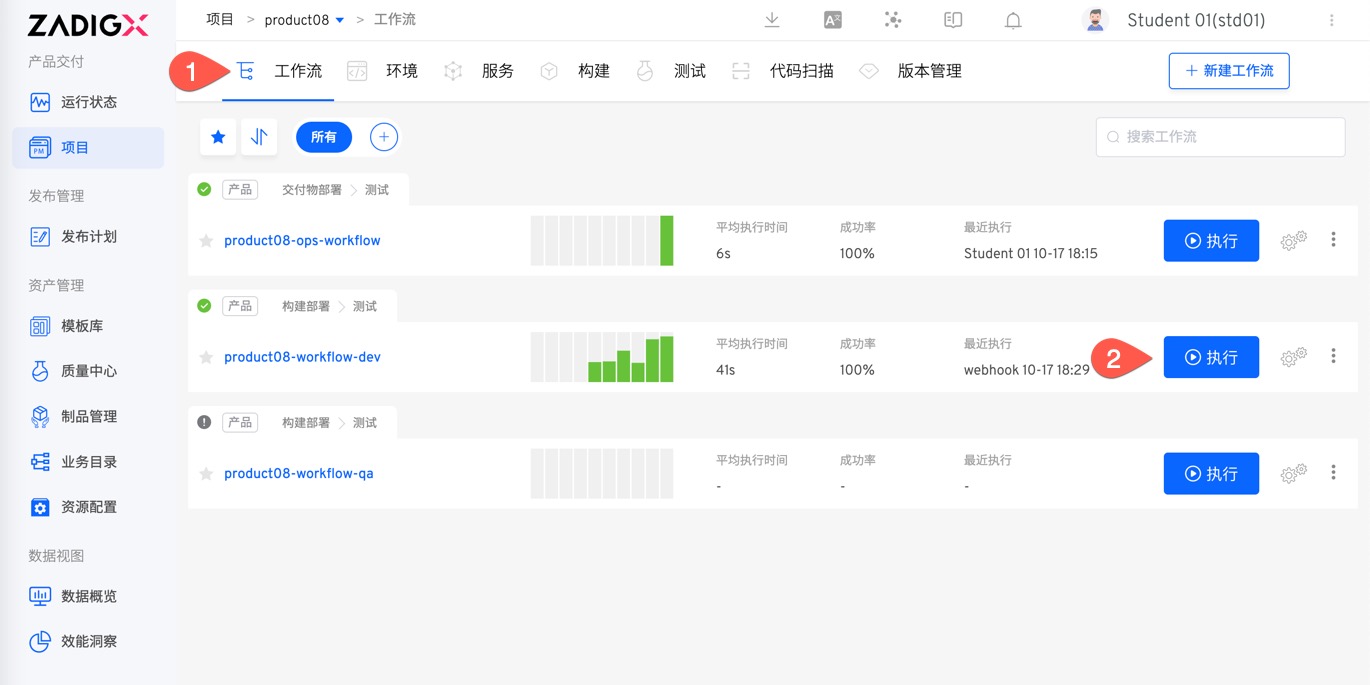 ZADIGX
项目 > product08 > 工作流
A文
Student 01(std01)
产品交付
运行状态
PM 项目
发布管理
发布计划
资产管理
模板库
质量中心
制品管理
业务目录
资源配置
数据视图
数据概览
效能洞察
1 工作流 环境 服务 构建 测试 代码扫描 版本管理 + 新建工作流
所有
搜索工作流
产品 交付物部署 > 测试
product08-ops-workflow
平均执行时间 成功率 最近执行
6s 100% Student 01 10-17 18:15
执行
产品 构建部署 > 测试
product08-workflow-dev
平均执行时间 成功率 最近执行
41s 100% webhook 10-17 18:29
2 执行
产品 构建部署 > 测试
product08-workflow-qa
平均执行时间 成功率 最近执行
- - -
执行